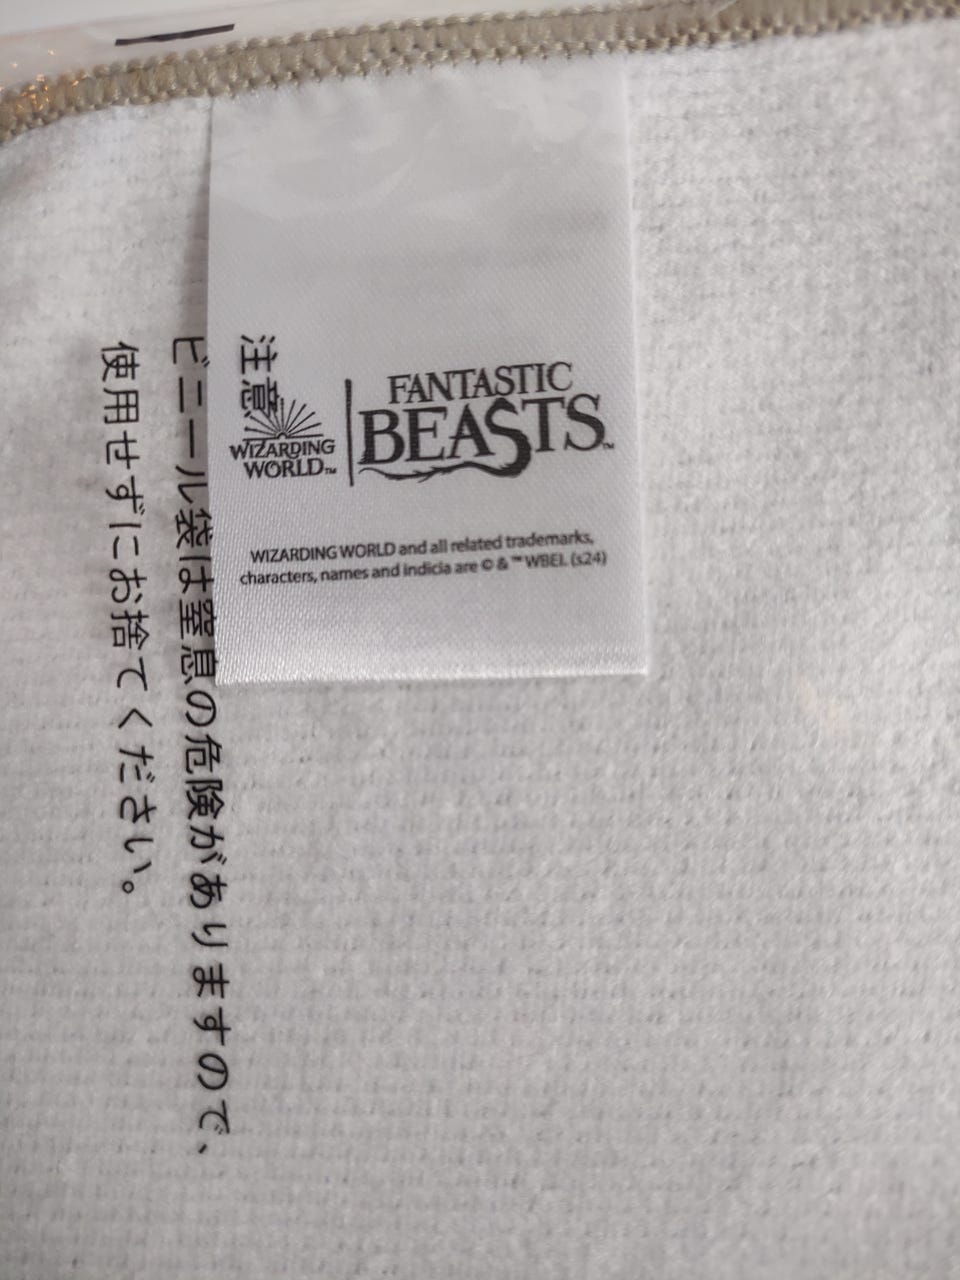 注意
ビニール袋は窒息の危険がありますので、
使用せずにお捨てください。
WIZARDING
WORLD™
FANTASTIC
BEASTS™
WIZARDING WORLD and all related trademarks,
characters, names and indicia are © & ™ WBEI. (s24)